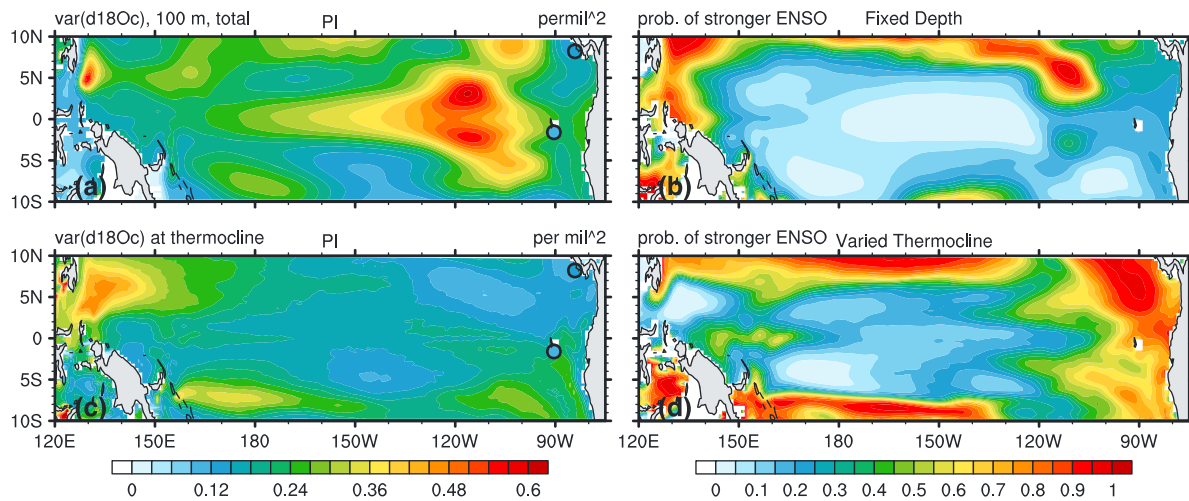 var(d18Oc), 100 m, total PI permil^2
prob. of stronger ENSO Fixed Depth
10N
5N
0
5S
10S
(a)
(b)
var(d18Oc) at thermocline PI per mil^2
prob. of stronger ENSO Varied Thermocline
10N
5N
0
5S
10S
(c)
(d)
120E 150E 180 150W 120W 90W
120E 150E 180 150W 120W 90W
0 0.12 0.24 0.36 0.48 0.6
0 0.1 0.2 0.3 0.4 0.5 0.6 0.7 0.8 0.9 1